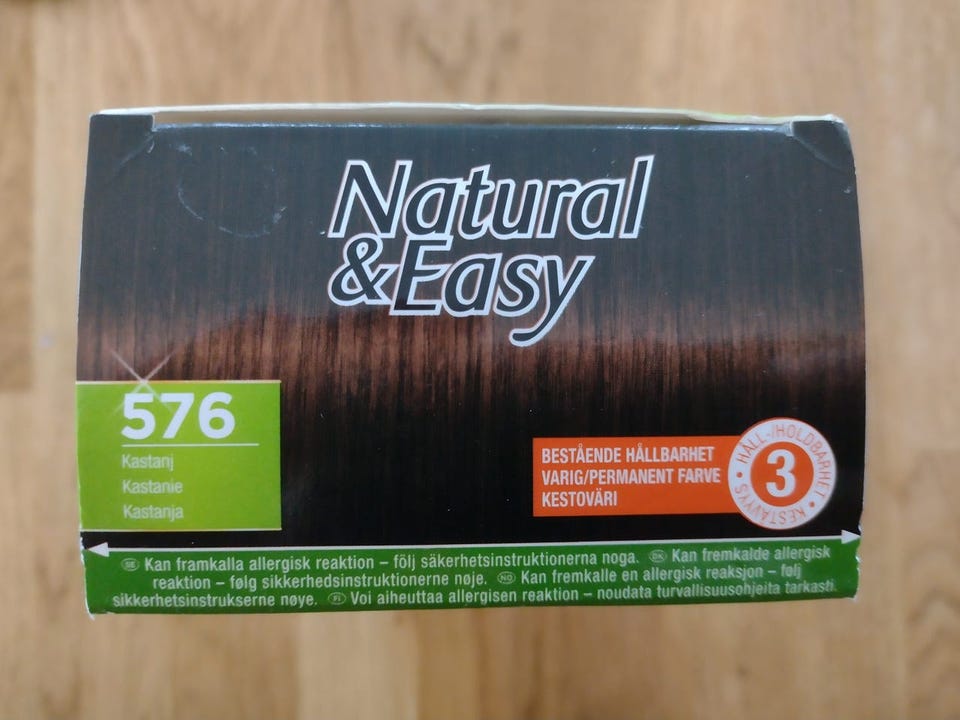 Natural
&Easy
576
Kastanj
Kastanie
Kastanja
BESTÅENDE HÅLLBARHET
VARIG/PERMANENT FARVE
KESTOVÄRI
HÅLL-/HOLDBARHET • KESTÄVYYS •
3
SE Kan framkalla allergisk reaktion – följ säkerhetsinstruktionerna noga. DK Kan fremkalde allergisk
reaktion – følg sikkerhedsinstruktionerne nøje. NO Kan fremkalle en allergisk reaksjon – følj
sikkerhetsinstrukserne nøye. FI Voi aiheuttaa allergisen reaktion – noudata turvallisuusohjeita tarkasti.